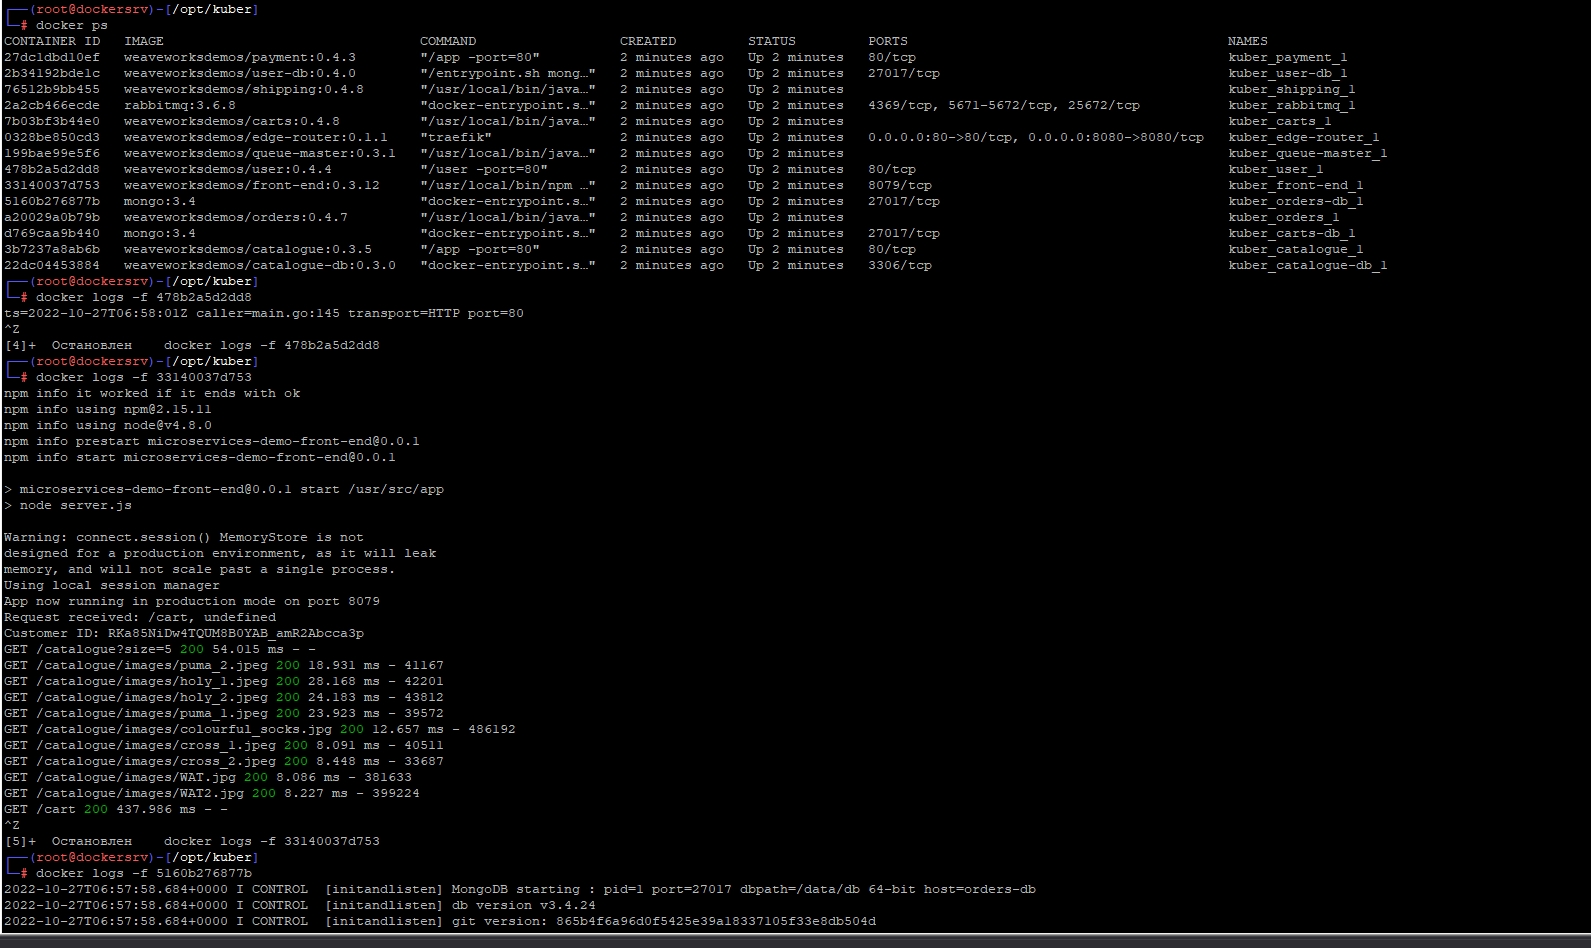 (root@dockersrv)-[/opt/kuber]
# docker ps
CONTAINER ID   IMAGE                                COMMAND                  CREATED         STATUS         PORTS                                        NAMES
27dc1dbd10ef   weaveworksdemos/payment:0.4.3        "/app -port=80"          2 minutes ago   Up 2 minutes   80/tcp                                       kuber_payment_1
2b34192bde1c   weaveworksdemos/user-db:0.4.0        "/entrypoint.sh mong…"   2 minutes ago   Up 2 minutes   27017/tcp                                    kuber_user-db_1
76512b9bb455   weaveworksdemos/shipping:0.4.8       "/usr/local/bin/java…"   2 minutes ago   Up 2 minutes                                                kuber_shipping_1
2a2cb466ecde   rabbitmq:3.6.8                       "docker-entrypoint.s…"   2 minutes ago   Up 2 minutes   4369/tcp, 5671-5672/tcp, 25672/tcp           kuber_rabbitmq_1
7b03bf3b44e0   weaveworksdemos/carts:0.4.8          "/usr/local/bin/java…"   2 minutes ago   Up 2 minutes                                                kuber_carts_1
0328be850cd3   weaveworksdemos/edge-router:0.1.1    "traefik"                2 minutes ago   Up 2 minutes   0.0.0.0:80->80/tcp, 0.0.0.0:8080->8080/tcp   kuber_edge-router_1
199bae99e5f6   weaveworksdemos/queue-master:0.3.1   "/usr/local/bin/java…"   2 minutes ago   Up 2 minutes                                                kuber_queue-master_1
478b2a5d2dd8   weaveworksdemos/user:0.4.4           "/user -port=80"         2 minutes ago   Up 2 minutes   80/tcp                                       kuber_user_1
33140037d753   weaveworksdemos/front-end:0.3.12     "/usr/local/bin/npm …"   2 minutes ago   Up 2 minutes   8079/tcp                                     kuber_front-end_1
5160b276877b   mongo:3.4                            "docker-entrypoint.s…"   2 minutes ago   Up 2 minutes   27017/tcp                                    kuber_orders-db_1
a20029a0b79b   weaveworksdemos/orders:0.4.7         "/usr/local/bin/java…"   2 minutes ago   Up 2 minutes                                                kuber_orders_1
d769caa9b440   mongo:3.4                            "docker-entrypoint.s…"   2 minutes ago   Up 2 minutes   27017/tcp                                    kuber_carts-db_1
3b7237a8ab6b   weaveworksdemos/catalogue:0.3.5      "/app -port=80"          2 minutes ago   Up 2 minutes   80/tcp                                       kuber_catalogue_1
22dc04453884   weaveworksdemos/catalogue-db:0.3.0   "docker-entrypoint.s…"   2 minutes ago   Up 2 minutes   3306/tcp                                     kuber_catalogue-db_1
(root@dockersrv)-[/opt/kuber]
# docker logs -f 478b2a5d2dd8
ts=2022-10-27T06:58:01Z caller=main.go:145 transport=HTTP port=80
^Z
[4]+  Остановлен    docker logs -f 478b2a5d2dd8
(root@dockersrv)-[/opt/kuber]
# docker logs -f 33140037d753
npm info it worked if it ends with ok
npm info using npm@2.15.11
npm info using node@v4.8.0
npm info prestart microservices-demo-front-end@0.0.1
npm info start microservices-demo-front-end@0.0.1
> microservices-demo-front-end@0.0.1 start /usr/src/app
> node server.js
Warning: connect.session() MemoryStore is not
designed for a production environment, as it will leak
memory, and will not scale past a single process.
Using local session manager
App now running in production mode on port 8079
Request received: /cart, undefined
Customer ID: RKa85NiDw4TQUM8B0YAB_amR2Abcca3p
GET /catalogue?size=5 200 54.015 ms - -
GET /catalogue/images/puma_2.jpeg 200 18.931 ms - 41167
GET /catalogue/images/holy_1.jpeg 200 28.168 ms - 42201
GET /catalogue/images/holy_2.jpeg 200 24.183 ms - 43812
GET /catalogue/images/puma_1.jpeg 200 23.923 ms - 39572
GET /catalogue/images/colourful_socks.jpg 200 12.657 ms - 486192
GET /catalogue/images/cross_1.jpeg 200 8.091 ms - 40511
GET /catalogue/images/cross_2.jpeg 200 8.448 ms - 33687
GET /catalogue/images/WAT.jpg 200 8.086 ms - 381633
GET /catalogue/images/WAT2.jpg 200 8.227 ms - 399224
GET /cart 200 437.986 ms - -
^Z
[5]+  Остановлен    docker logs -f 33140037d753
(root@dockersrv)-[/opt/kuber]
# docker logs -f 5160b276877b
2022-10-27T06:57:58.684+0000 I CONTROL  [initandlisten] MongoDB starting : pid=1 port=27017 dbpath=/data/db 64-bit host=orders-db
2022-10-27T06:57:58.684+0000 I CONTROL  [initandlisten] db version v3.4.24
2022-10-27T06:57:58.684+0000 I CONTROL  [initandlisten] git version: 865b4f6a96d0f5425e39a18337105f33e8db504d